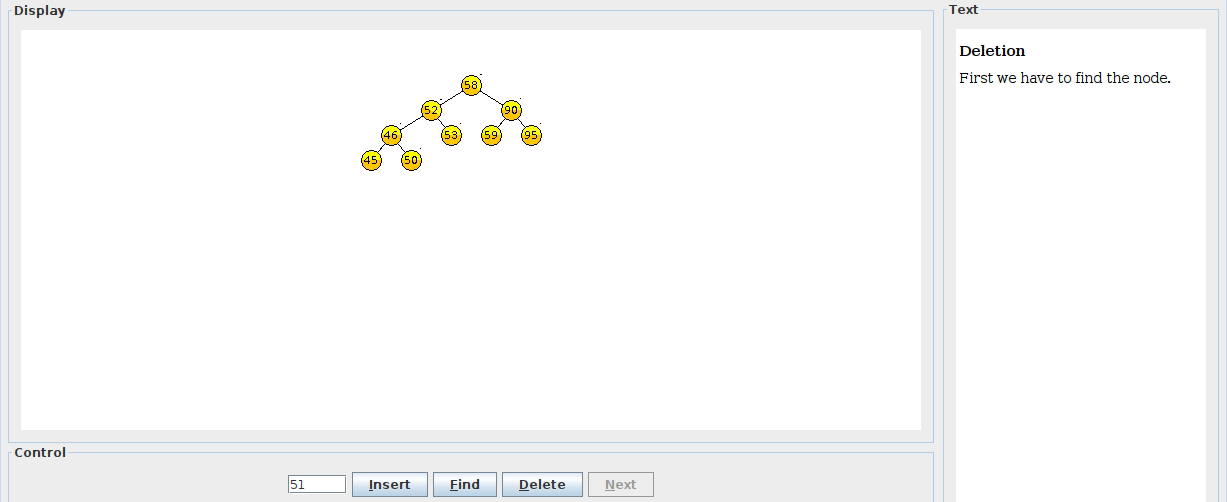 Display
Text
Deletion
First we have to find the node.
58
52
90
46
53
59
95
45
50
Control
51
Insert
Find
Delete
Next